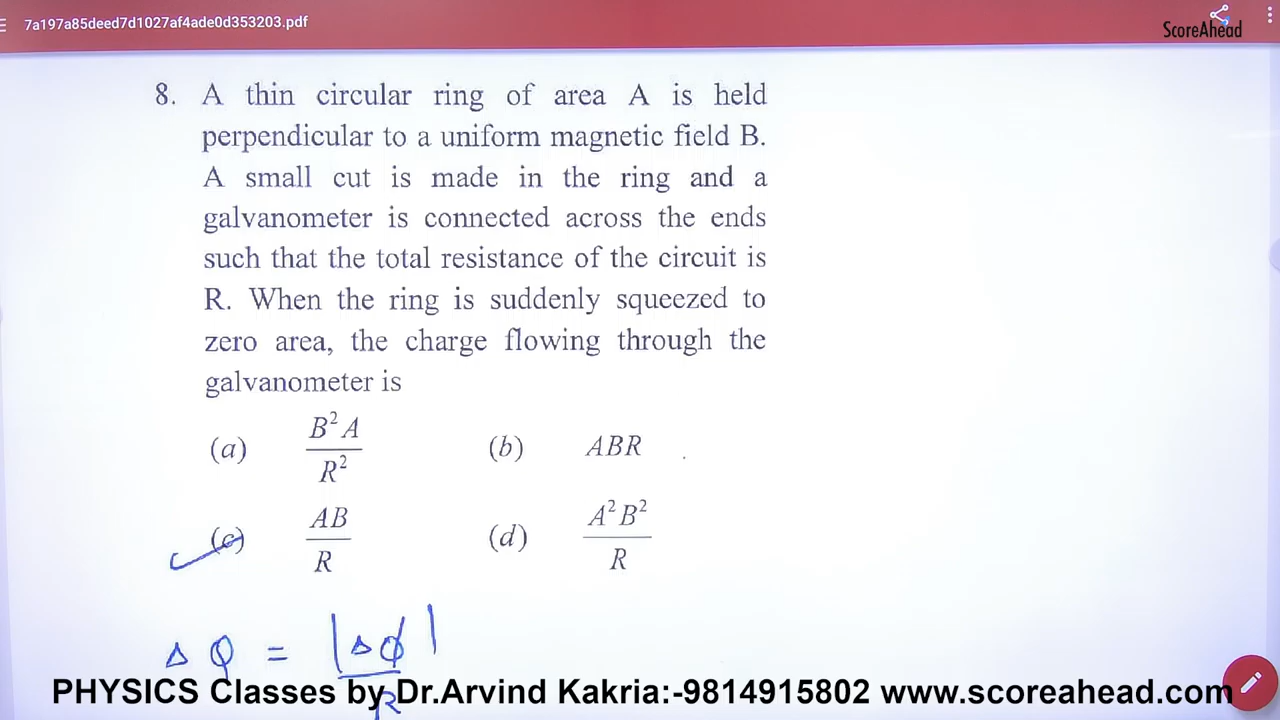 7a197a85deed7d1027af4ade0d353203.pdf
ScoreAhead
8. A thin circular ring of area A is held
perpendicular to a uniform magnetic field B.
A small cut is made in the ring and a
galvanometer is connected across the ends
such that the total resistance of the circuit is
R. When the ring is suddenly squeezed to
zero area, the charge flowing through the
galvanometer is
(a) B²A/R² (b) ABR
(c) AB/R (d) A²B²/R
Δ Q = |Δϕ|/R
PHYSICS Classes by Dr.Arvind Kakria:-9814915802 www.scoreahead.com